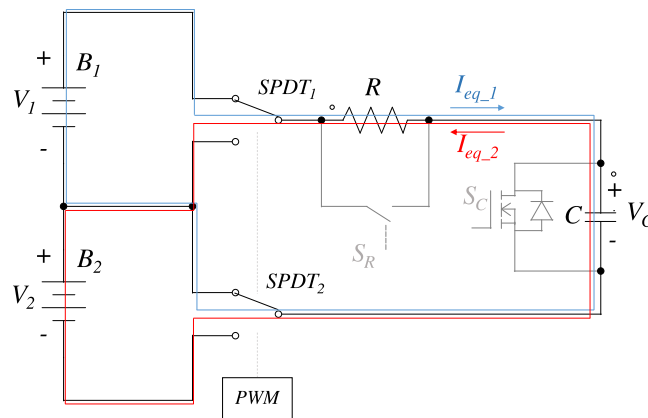 +
B1
V1
-
SPDT1
R
Ieq_1
Ieq_2
SR
SC
C
+
VC
-
+
B2
V2
-
SPDT2
PWM